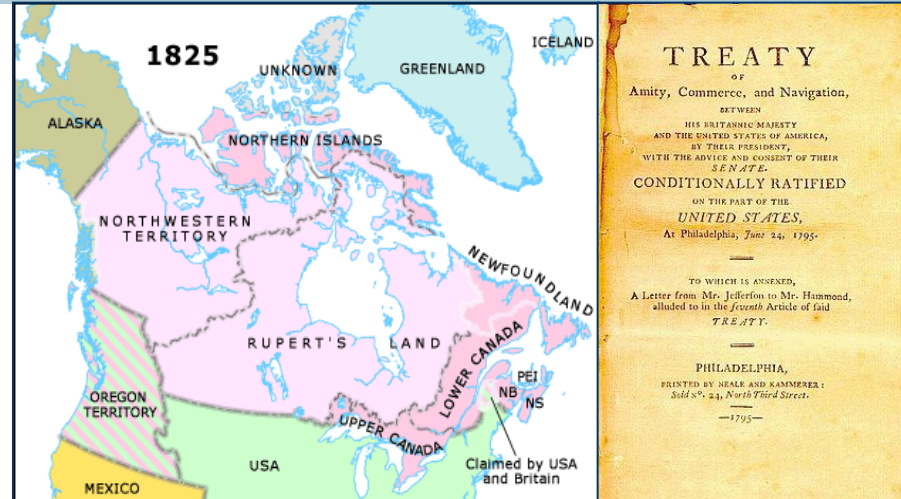 1825
UNKNOWN
GREENLAND
ICELAND
ALASKA
NORTHERN ISLANDS
NORTHWESTERN
TERRITORY
NEWFOUNDLAND
RUPERT'S LAND
LOWER CANADA
PEI
NB
NS
OREGON
TERRITORY
UPPER CANADA
USA
Claimed by USA
and Britain
MEXICO
TREATY
OF
Amity, Commerce, and Navigation,
BETWEEN
HIS BRITANNIC MAJESTY
AND THE UNITED STATES OF AMERICA,
BY THEIR PRESIDENT,
WITH THE ADVICE AND CONSENT OF THEIR
SENATE.
CONDITIONALLY RATIFIED
ON THE PART OF THE
UNITED STATES,
At Philadelphia, June 24, 1795.
TO WHICH IS ANNEXED,
A Letter from Mr. Jefferson to Mr. Hammond,
alluded to in the seventh Article of said
TREATY.
PHILADELPHIA,
PRINTED BY NEALE AND KAMMERER:
Sold No. 24, North Third Street.
—1795—